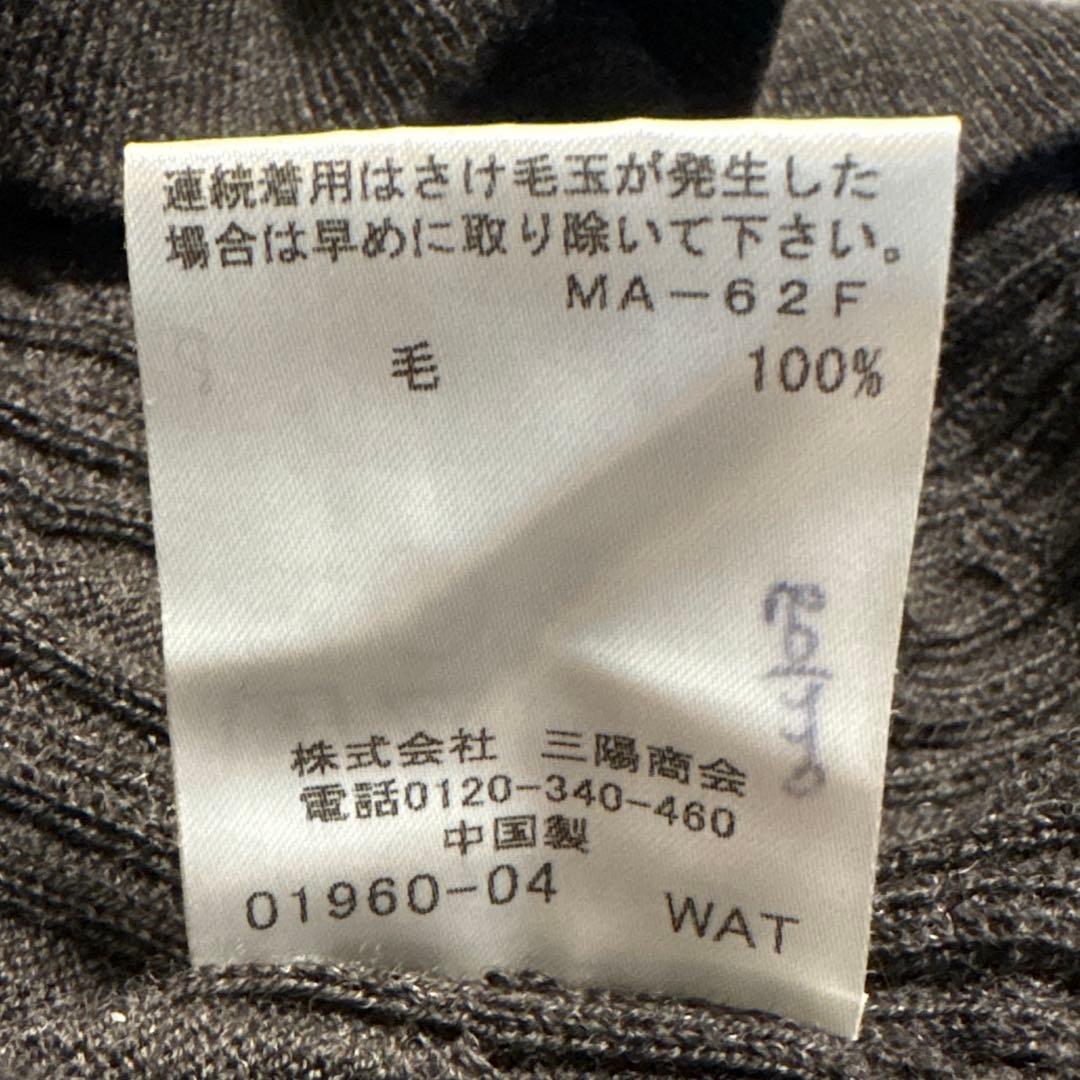 連続着用はさけ毛玉が発生した
場合は早めに取り除いて下さい。
MA-62F
毛 100%
株式会社 三陽商会
電話0120-340-460
中国製
01960-04 WAT